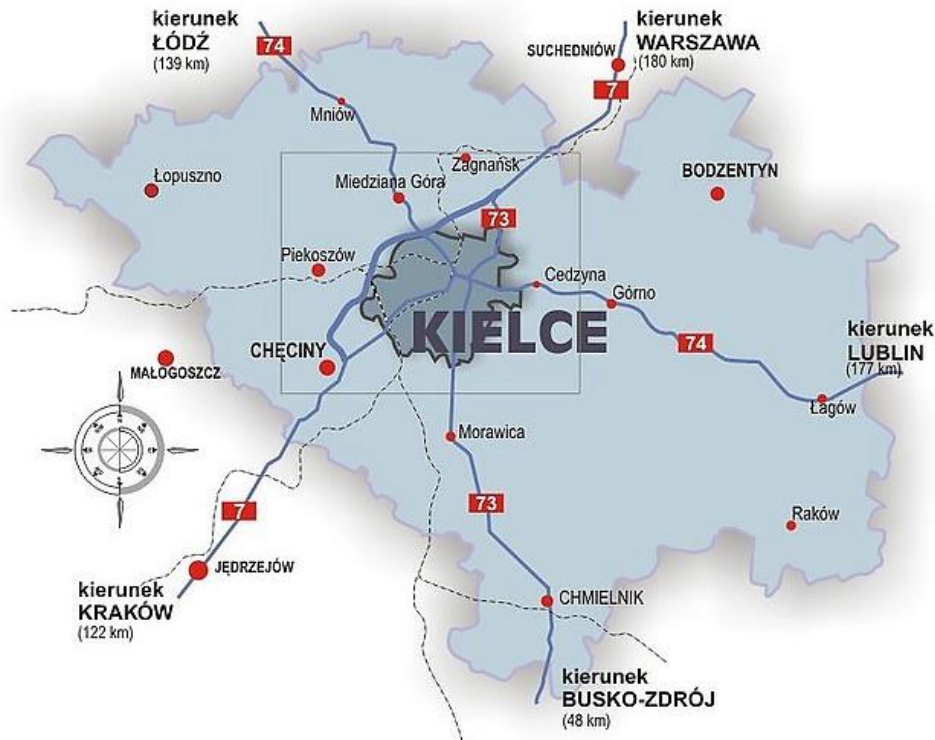 kierunek
ŁÓDŹ
(139 km)
74
kierunek
WARSZAWA
(180 km)
SUCHEDNIÓW
7
Mniów
Zagnańsk
Łopuszno
Miedziana Góra
BODZENTYN
73
Piekoszów
Cedzyna
Górno
KIELCE
74
kierunek
LUBLIN
(177 km)
CHĘCINY
MAŁOGOSZCZ
Łagów
Morawica
73
7
Raków
JĘDRZEJÓW
kierunek
KRAKÓW
(122 km)
CHMIELNIK
kierunek
BUSKO-ZDRÓJ
(48 km)